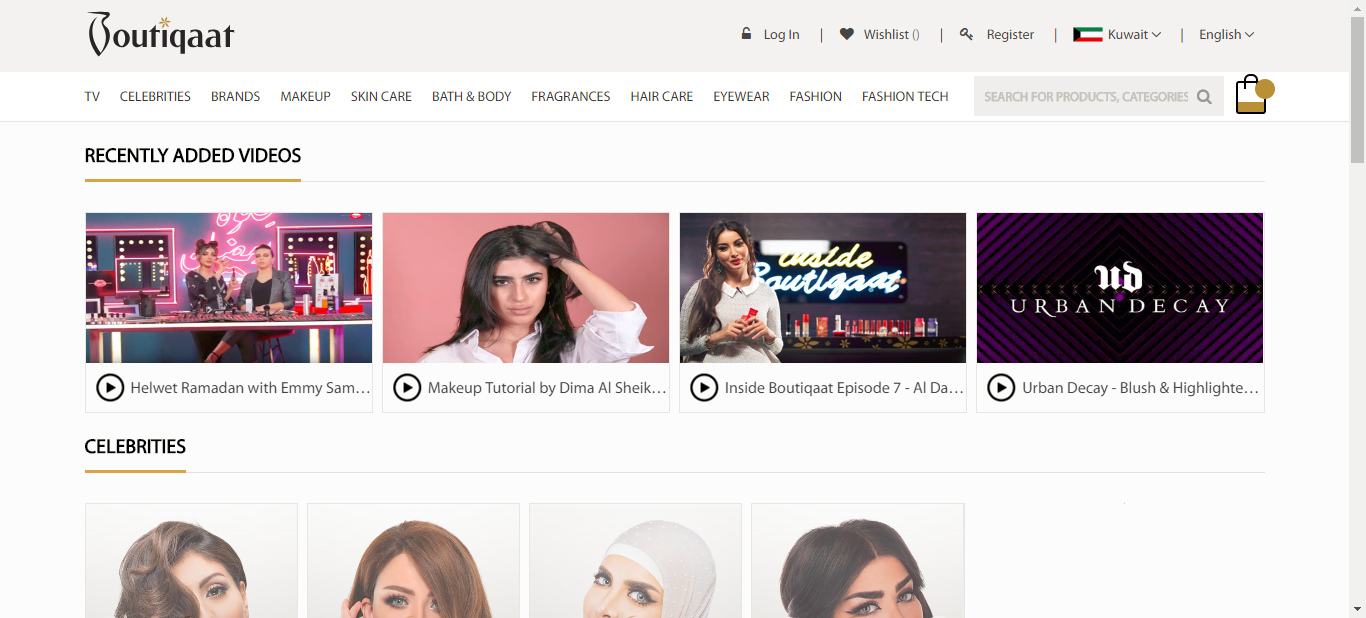 Boutiqaat
Log In | Wishlist () | Register | Kuwait | English
TV CELEBRITIES BRANDS MAKEUP SKIN CARE BATH & BODY FRAGRANCES HAIR CARE EYEWEAR FASHION FASHION TECH SEARCH FOR PRODUCTS, CATEGORIES
RECENTLY ADDED VIDEOS
inside
Boutiqaat
ud
URBAN DECAY
Helwet Ramadan with Emmy Sam... Makeup Tutorial by Dima Al Sheik... Inside Boutiqaat Episode 7 - Al Da... Urban Decay - Blush & Highlighte...
CELEBRITIES